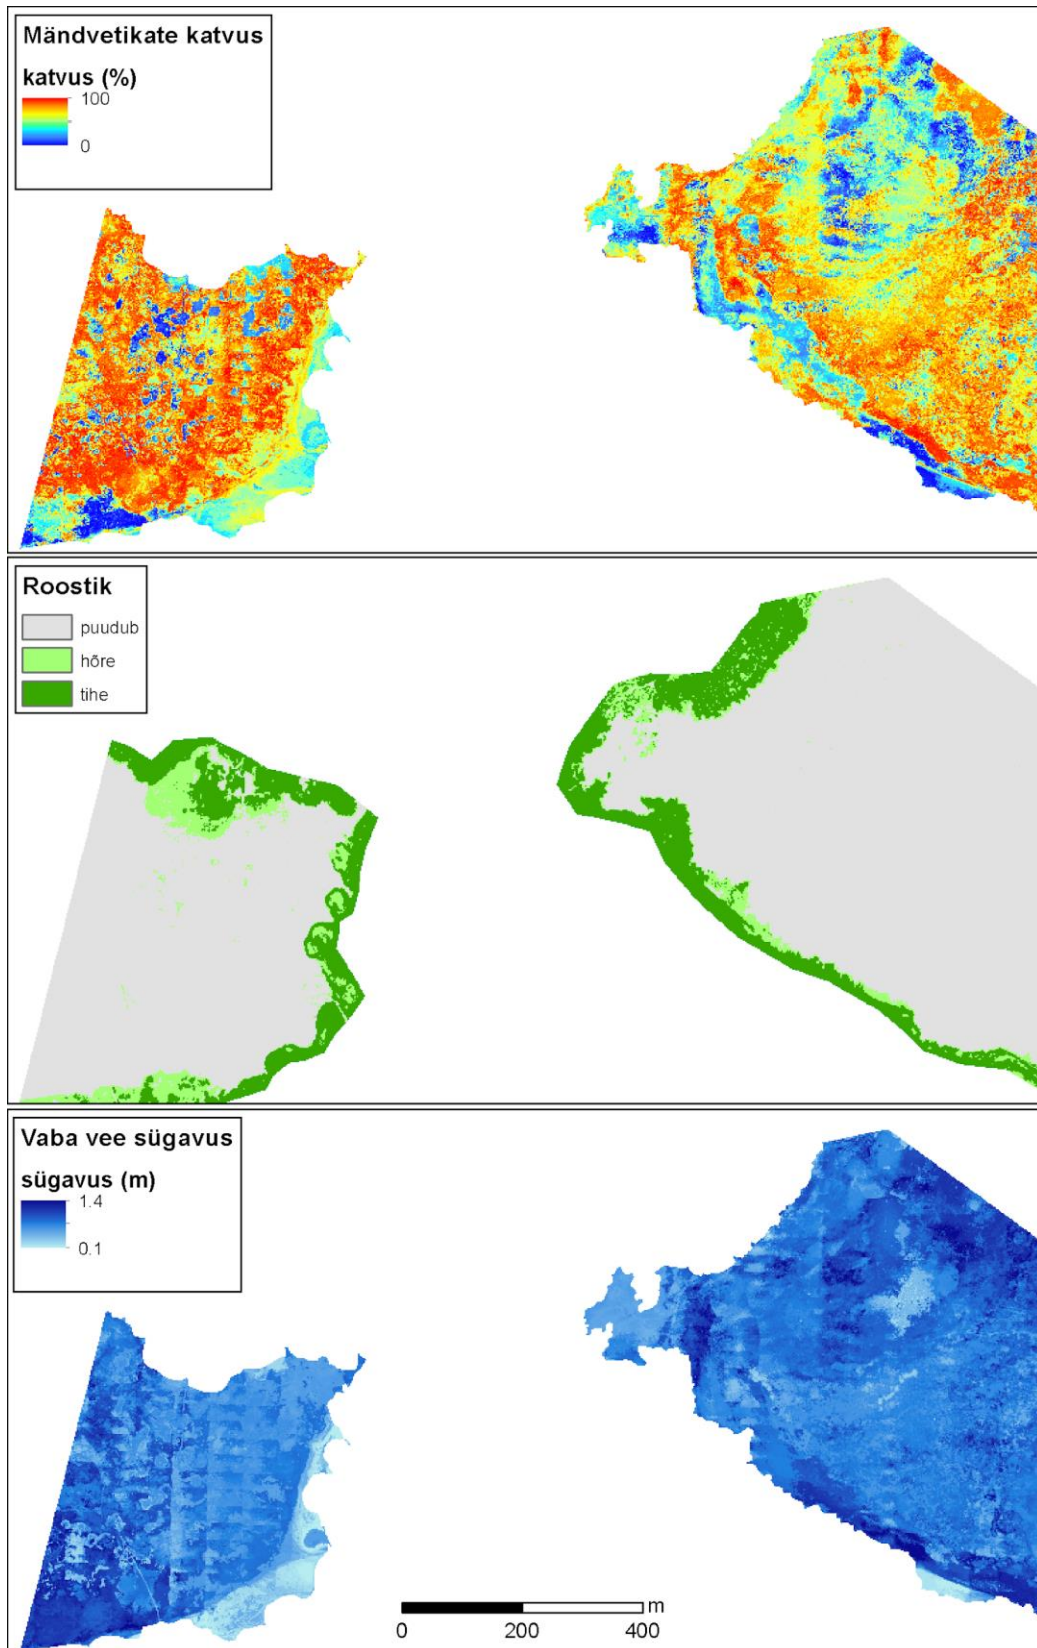 Mändvetikate katvus
katvus (%)
100
0
Roostik
puudub
hõre
tihe
Vaba vee sügavus
sügavus (m)
1.4
0.1
m
0 200 400